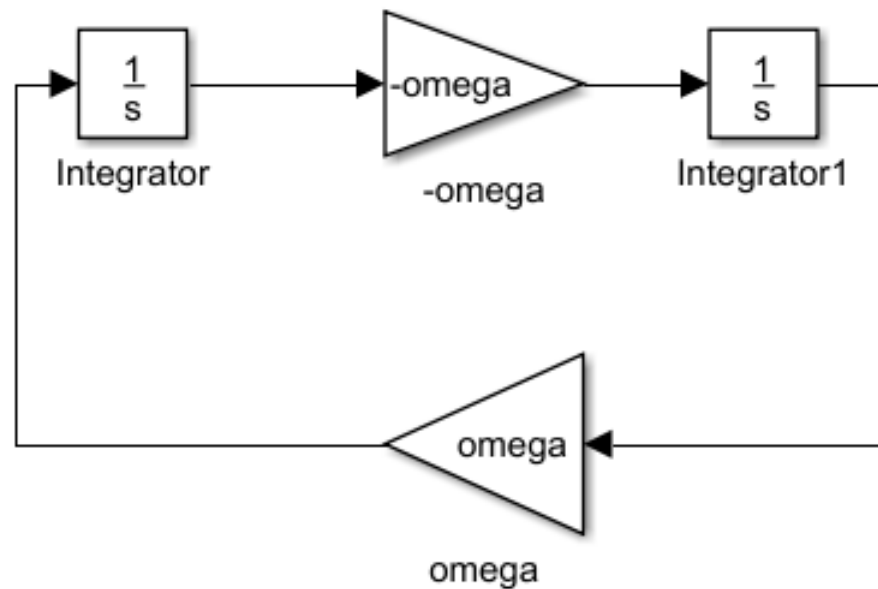 1
s
Integrator
-omega
-omega
1
s
Integrator1
omega
omega